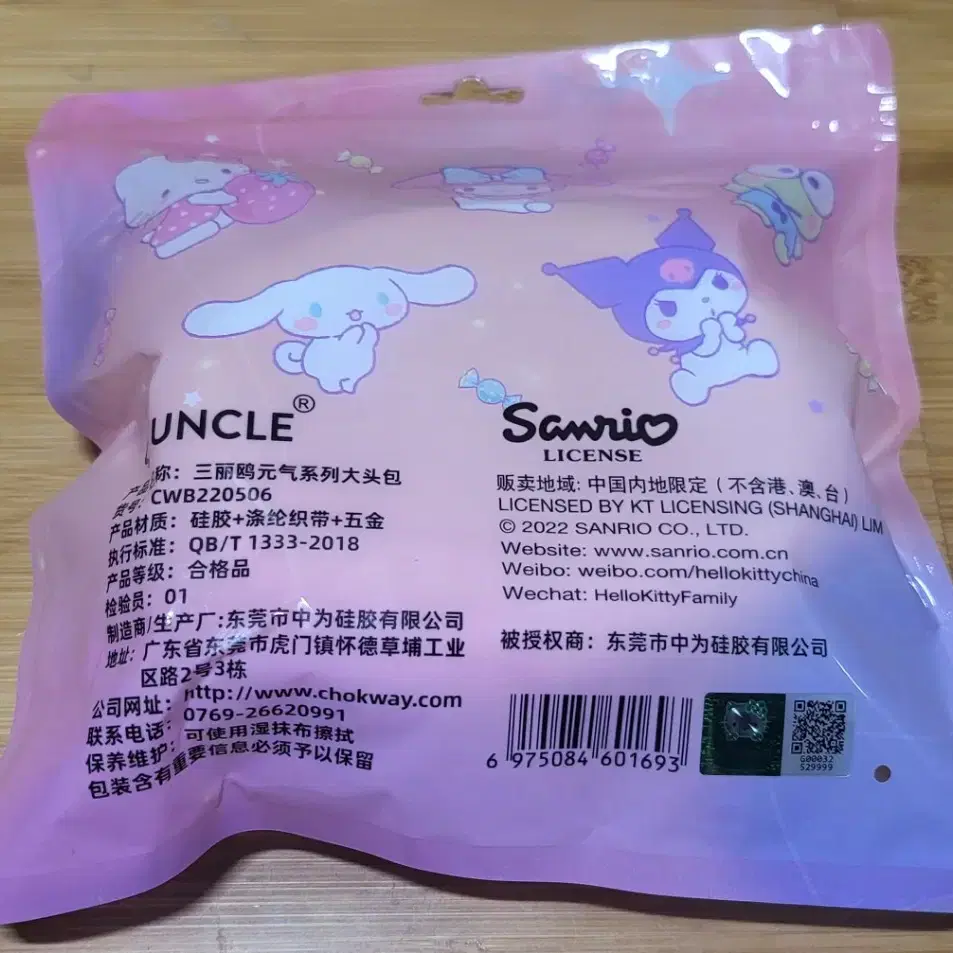 UNCLE®
称：三丽鸥元气系列大头包
货号：CWB220506
产品材质：硅胶+涤纶织带+五金
执行标准：QB/T 1333-2018
产品等级：合格品
检验员：01
制造商/生产厂:东莞市中为硅胶有限公司
地址：广东省东莞市虎门镇怀德草埔工业
区路2号3栋
公司网址：http://www.chokway.com
联系电话：0769-26620991
保养维护：可使用湿抹布擦拭
包装含有重要信息必须予以保留
Sanrio
LICENSE
贩卖地域: 中国内地限定（不含港、澳、台）
LICENSED BY KT LICENSING (SHANGHAI) LIM
© 2022 SANRIO CO., LTD.
Website: www.sanrio.com.cn
Weibo: weibo.com/hellokittychina
Wechat: HelloKittyFamily
被授权商：东莞市中为硅胶有限公司
6 975084 601693
G00032
529999